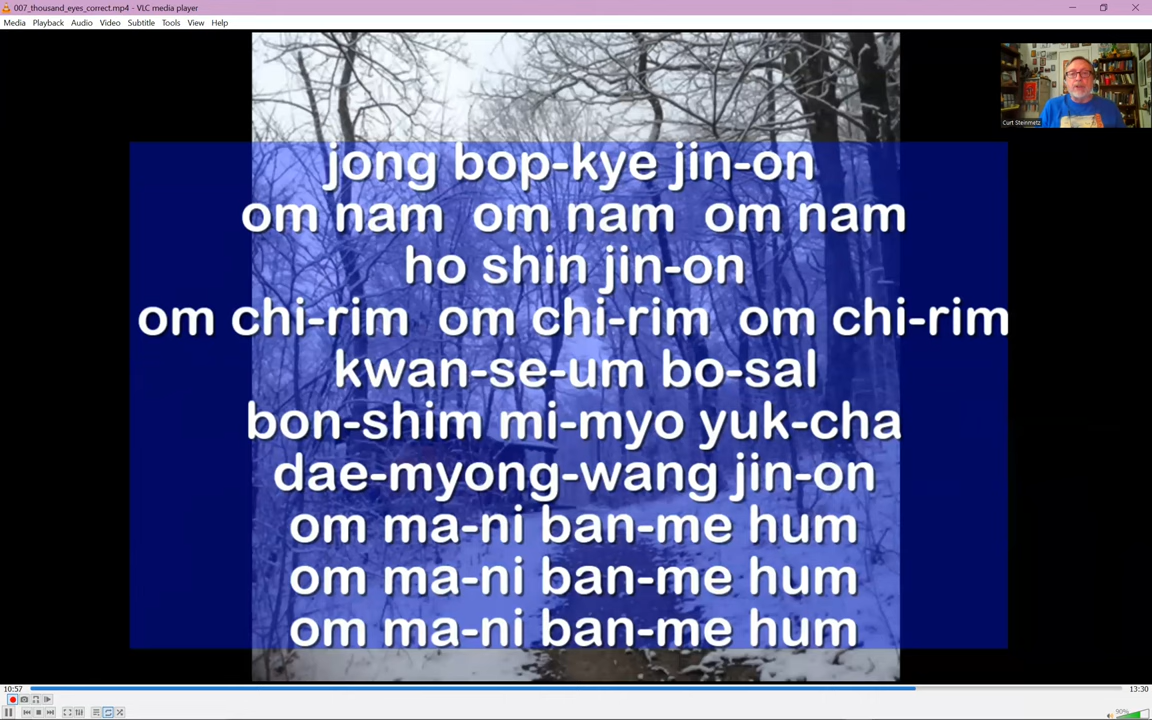 007_thousand_eyes_correct.mp4 - VLC media player
Media Playback Audio Video Subtitle Tools View Help
Curt Steinmetz
jong bop-kye jin-on
om nam om nam om nam
ho shin jin-on
om chi-rim om chi-rim om chi-rim
kwan-se-um bo-sal
bon-shim mi-myo yuk-cha
dae-myong-wang jin-on
om ma-ni ban-me hum
om ma-ni ban-me hum
om ma-ni ban-me hum
10:57 13:30
90%